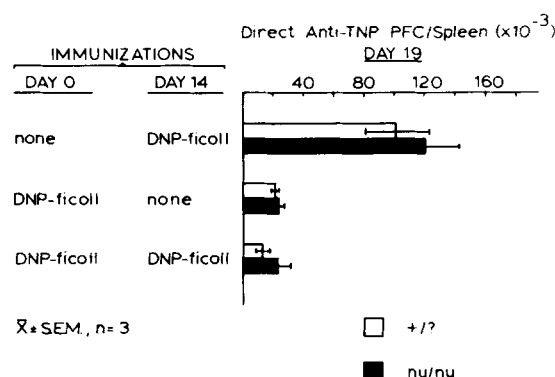 Direct Anti-TNP PFC/Spleen (x10⁻³)
IMMUNIZATIONS DAY 19
DAY 0 DAY 14 40 80 120 160
none DNP-ficoll
DNP-ficoll none
DNP-ficoll DNP-ficoll
X̄ ± S.E.M., n= 3 +/?
nu/nu